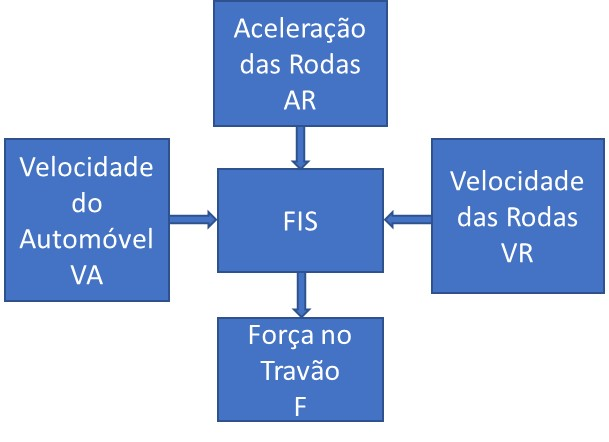 Aceleração
das Rodas
AR
Velocidade
do
Automóvel
VA
FIS
Velocidade
das Rodas
VR
Força no
Travão
F